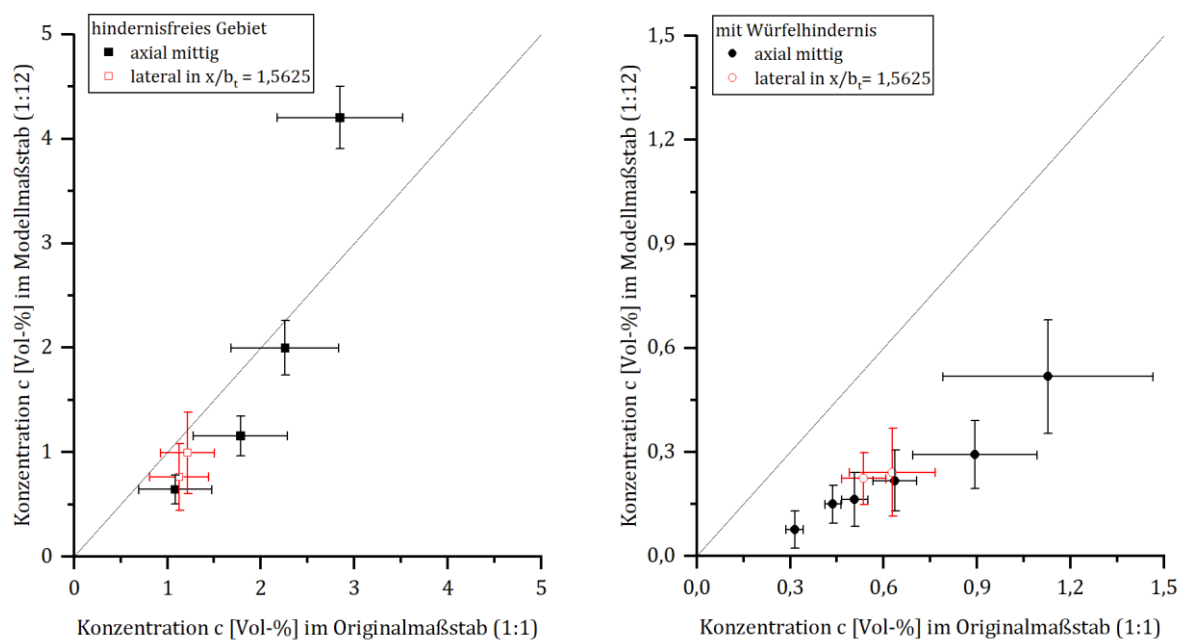 hindernisfreies Gebiet
axial mittig
lateral in x/bt = 1,5625
Konzentration c [Vol-%] im Modellmaßstab (1:12)
5
4
3
2
1
0
0 1 2 3 4 5
Konzentration c [Vol-%] im Originalmaßstab (1:1)
mit Würfelhindernis
axial mittig
lateral in x/bt = 1,5625
Konzentration c [Vol-%] im Modellmaßstab (1:12)
1,5
1,2
0,9
0,6
0,3
0,0
0,0 0,3 0,6 0,9 1,2 1,5
Konzentration c [Vol-%] im Originalmaßstab (1:1)